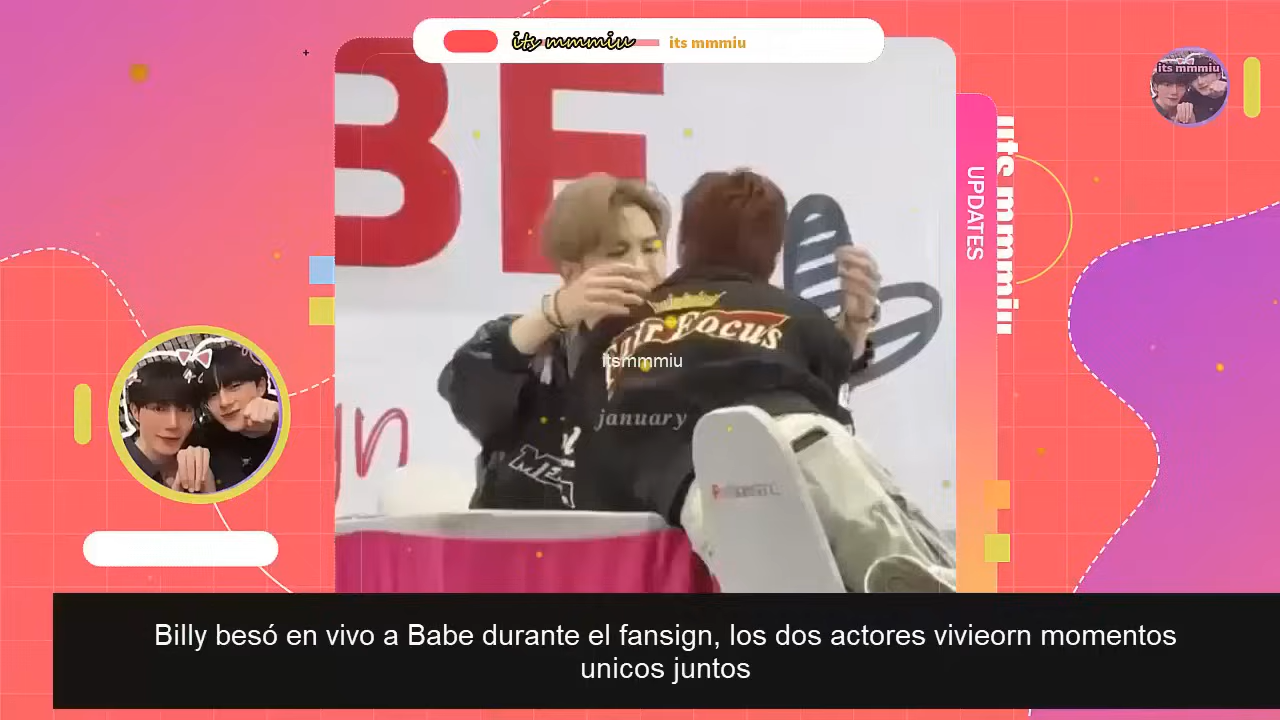 its mmmiu
its mmmiu
its mmmiu
BE
its mmmiu
UPDATES
Focus
itsmmmiu
january
gn
Billy besó en vivo a Babe durante el fansign, los dos actores vivieorn momentos
unicos juntos